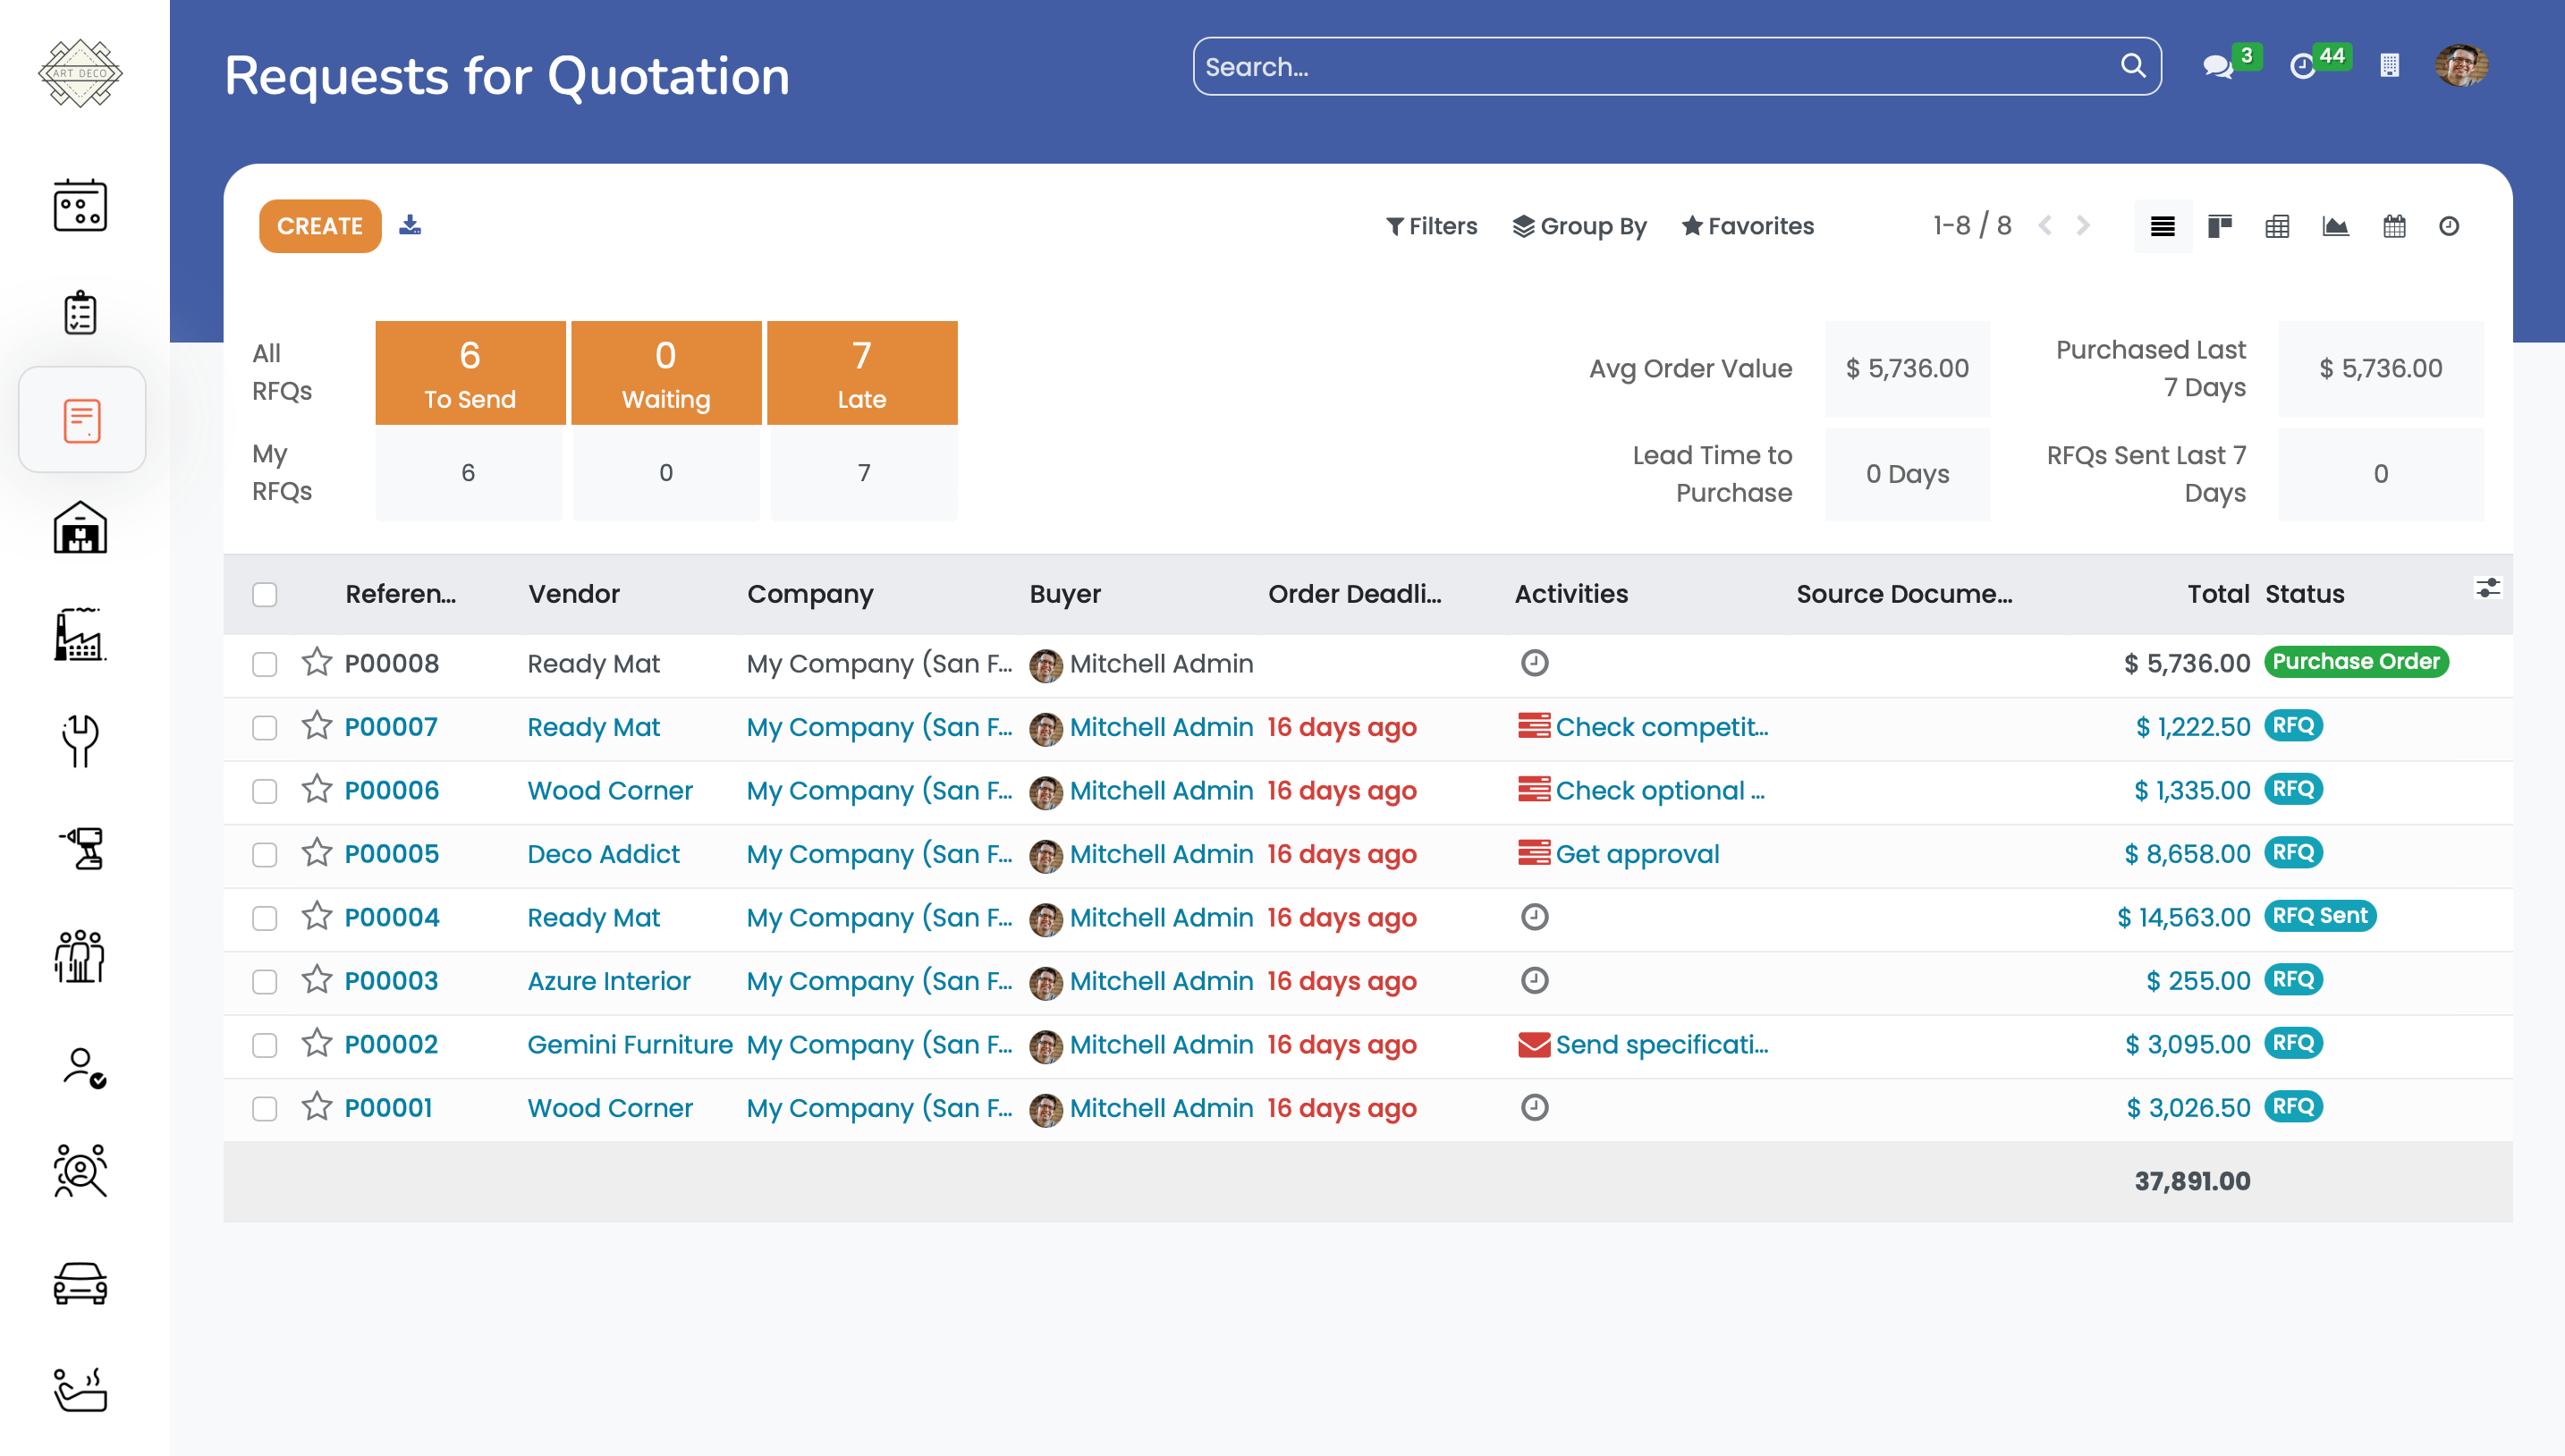 ART DECO
Requests for Quotation
Search...
3
44
CREATE
Filters
Group By
Favorites
1-8 / 8
All
RFQs
6
To Send
0
Waiting
7
Late
My
RFQs
6
0
7
Avg Order Value
$ 5,736.00
Purchased Last
7 Days
$ 5,736.00
Lead Time to
Purchase
0 Days
RFQs Sent Last 7
Days
0
Referen... Vendor Company Buyer Order Deadli... Activities Source Docume... Total Status
P00008 Ready Mat My Company (San F... Mitchell Admin $ 5,736.00 Purchase Order
P00007 Ready Mat My Company (San F... Mitchell Admin 16 days ago Check competit... $ 1,222.50 RFQ
P00006 Wood Corner My Company (San F... Mitchell Admin 16 days ago Check optional ... $ 1,335.00 RFQ
P00005 Deco Addict My Company (San F... Mitchell Admin 16 days ago Get approval $ 8,658.00 RFQ
P00004 Ready Mat My Company (San F... Mitchell Admin 16 days ago $ 14,563.00 RFQ Sent
P00003 Azure Interior My Company (San F... Mitchell Admin 16 days ago $ 255.00 RFQ
P00002 Gemini Furniture My Company (San F... Mitchell Admin 16 days ago Send specificati... $ 3,095.00 RFQ
P00001 Wood Corner My Company (San F... Mitchell Admin 16 days ago $ 3,026.50 RFQ
37,891.00